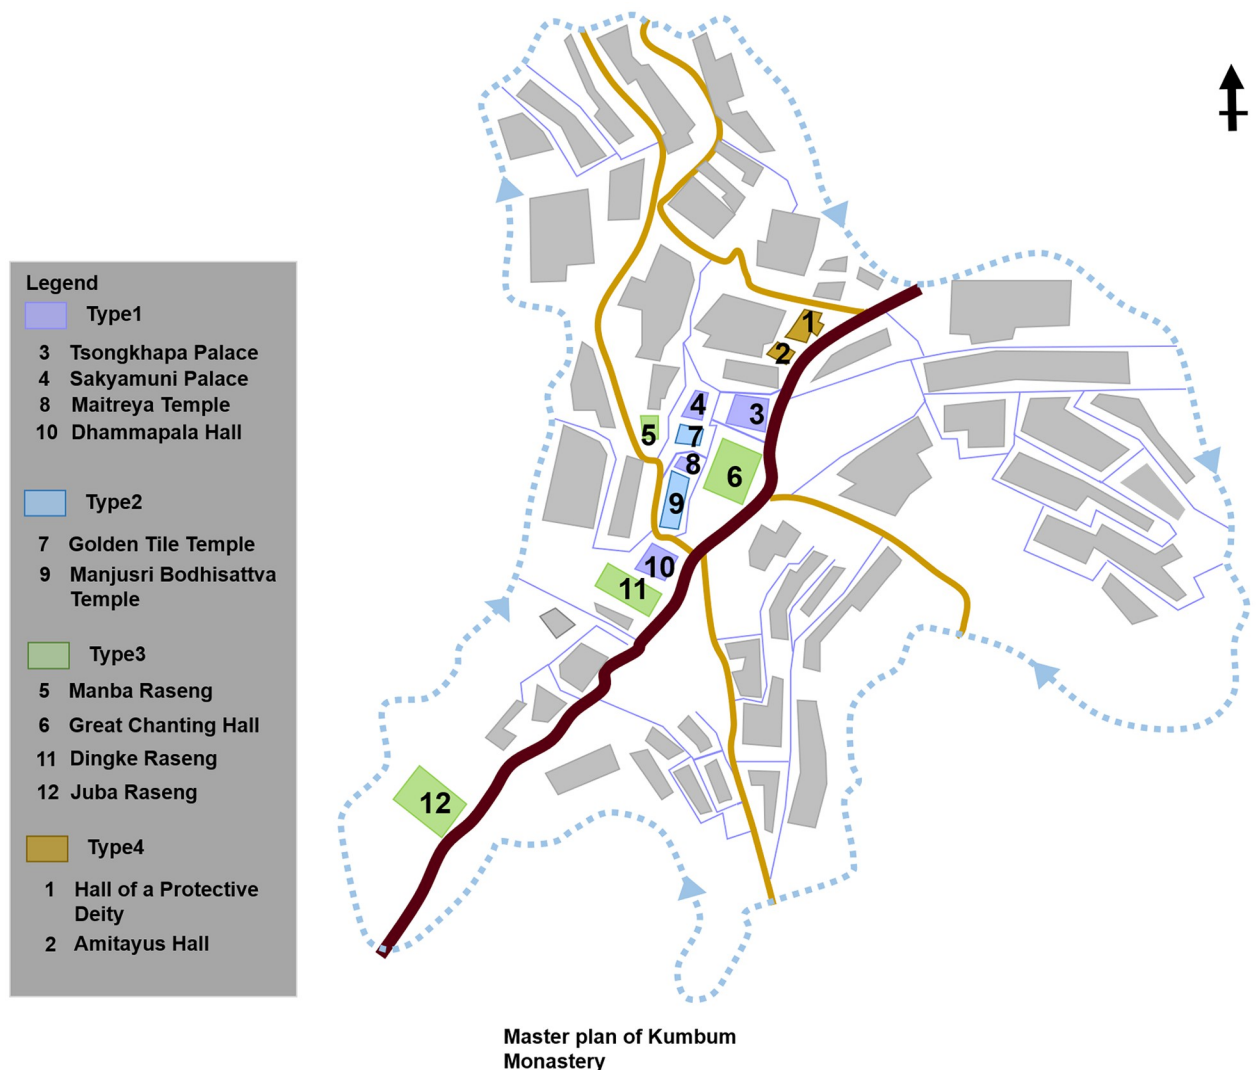 Legend
Type1
3 Tsongkhapa Palace
4 Sakyamuni Palace
8 Maitreya Temple
10 Dhammapala Hall
Type2
7 Golden Tile Temple
9 Manjusri Bodhisattva
Temple
Type3
5 Manba Raseng
6 Great Chanting Hall
11 Dingke Raseng
12 Juba Raseng
Type4
1 Hall of a Protective
Deity
2 Amitayus Hall
1
2
4
3
5
7
8
6
9
10
11
12
Master plan of Kumbum
Monastery